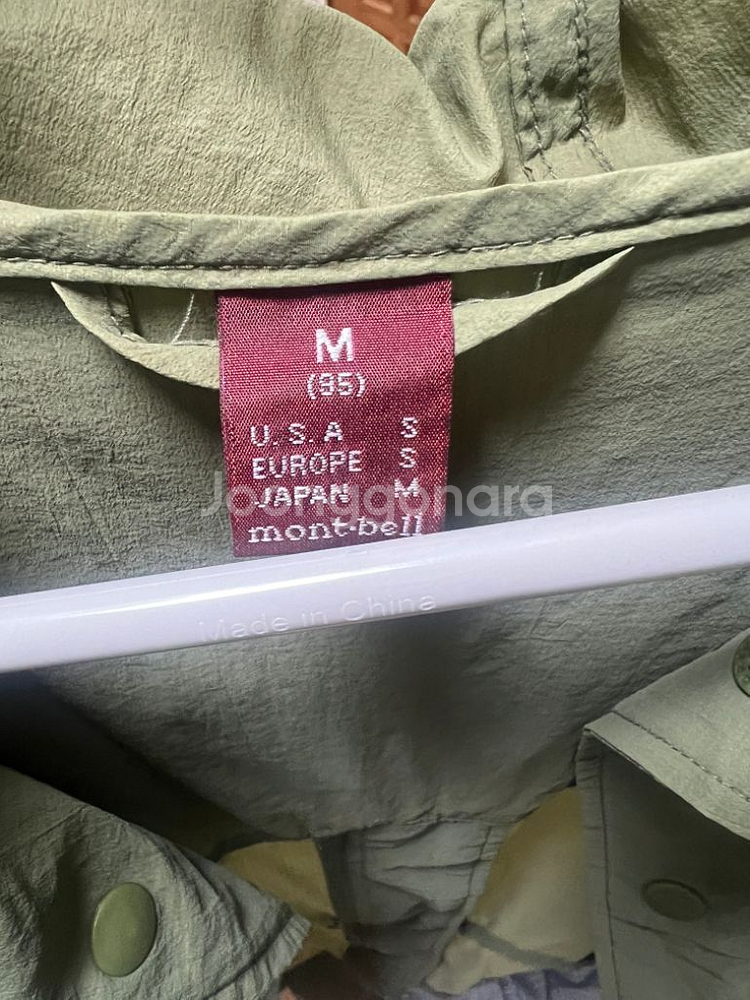 M
(95)
U.S.A S
EUROPE S
JAPAN M
Joonggonara
mont-bell
Made in China